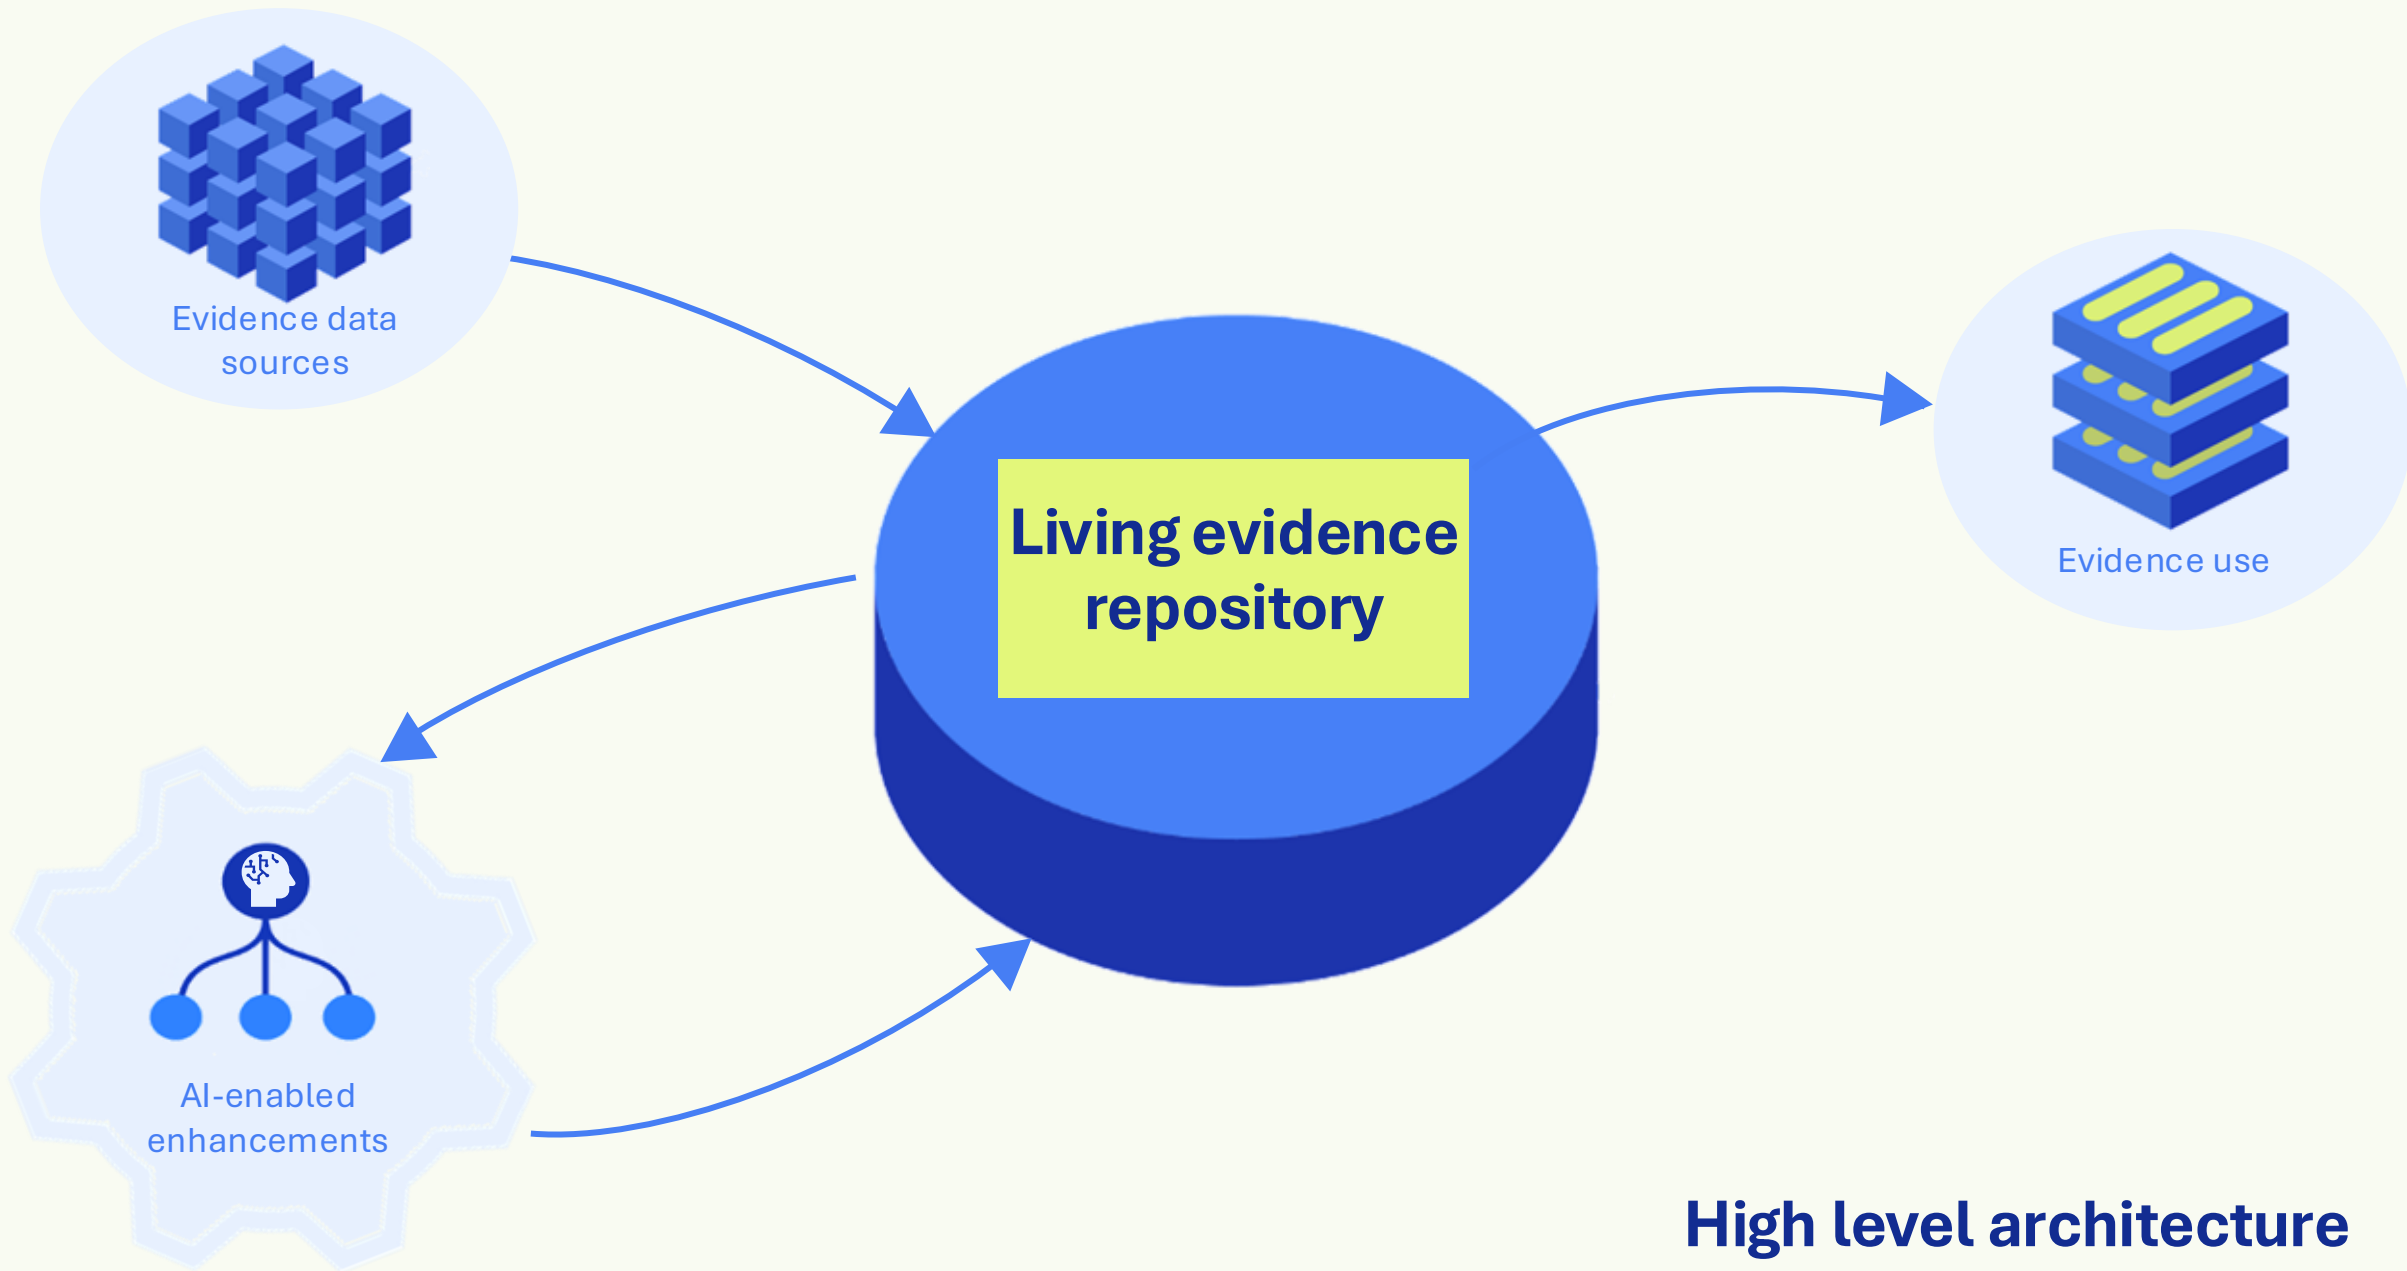 Evidence data
sources
Living evidence
repository
Evidence use
AI-enabled
enhancements
High level architecture